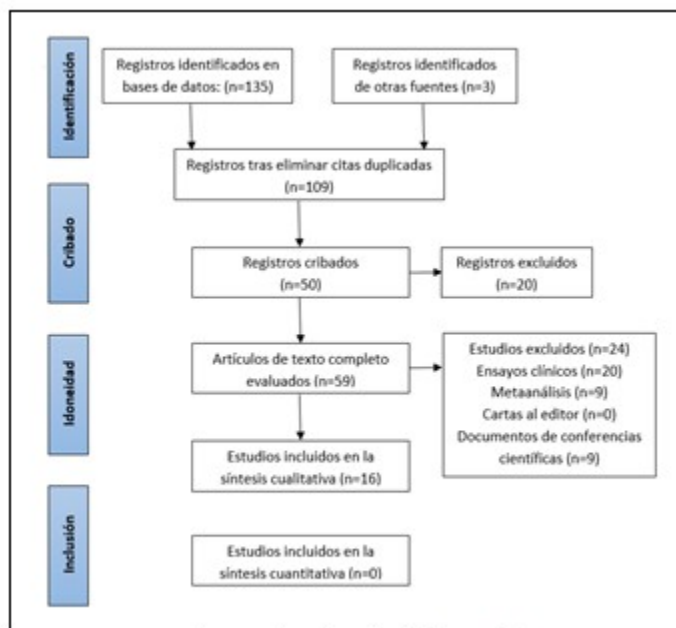 Identificación
Registros identificados en
bases de datos: (n=135)
Registros identificados
de otras fuentes (n=3)
Registros tras eliminar citas duplicadas
(n=109)
Cribado
Registros cribados
(n=50)
Registros excluidos
(n=20)
Idoneidad
Artículos de texto completo
evaluados (n=59)
Estudios excluidos (n=24)
Ensayos clínicos (n=20)
Metaanálisis (n=9)
Cartas al editor (n=0)
Documentos de conferencias
científicas (n=9)
Estudios incluidos en la
síntesis cualitativa (n=16)
Inclusión
Estudios incluidos en la
síntesis cuantitativa (n=0)